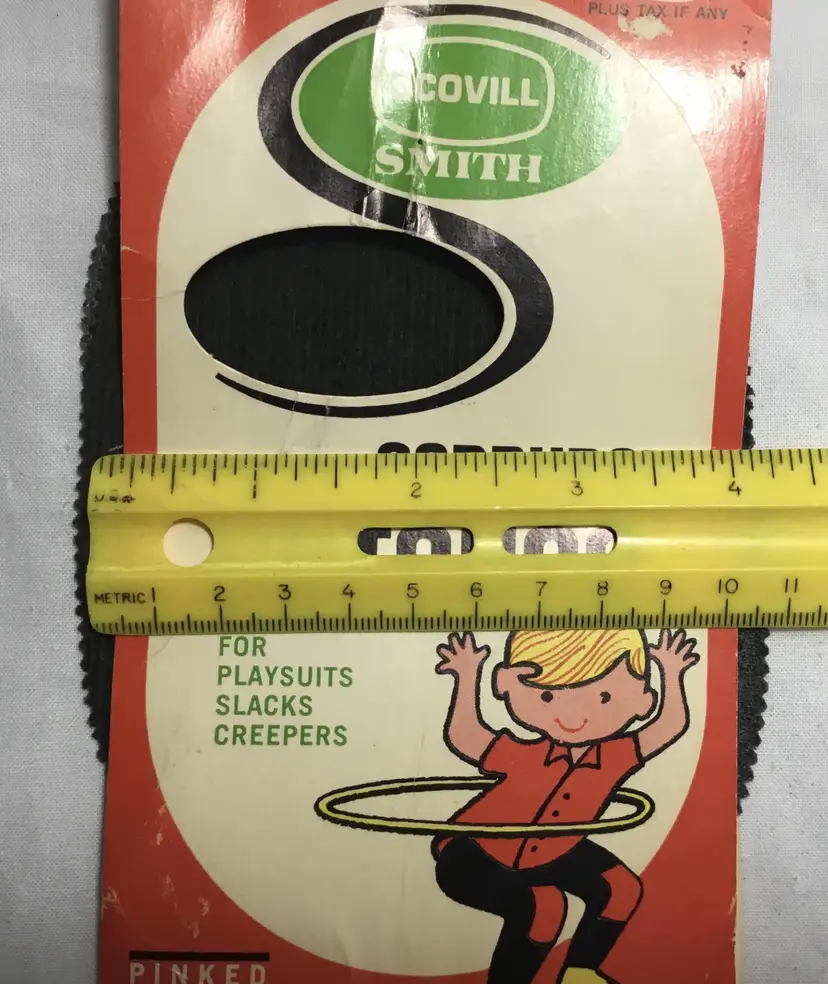 PLUS TAX IF ANY
SCOVILL
SMITH
2 3 4
METRIC 1 2 3 4 5 6 7 8 9 10 11
FOR
PLAYSUITS
SLACKS
CREEPERS
PINKED